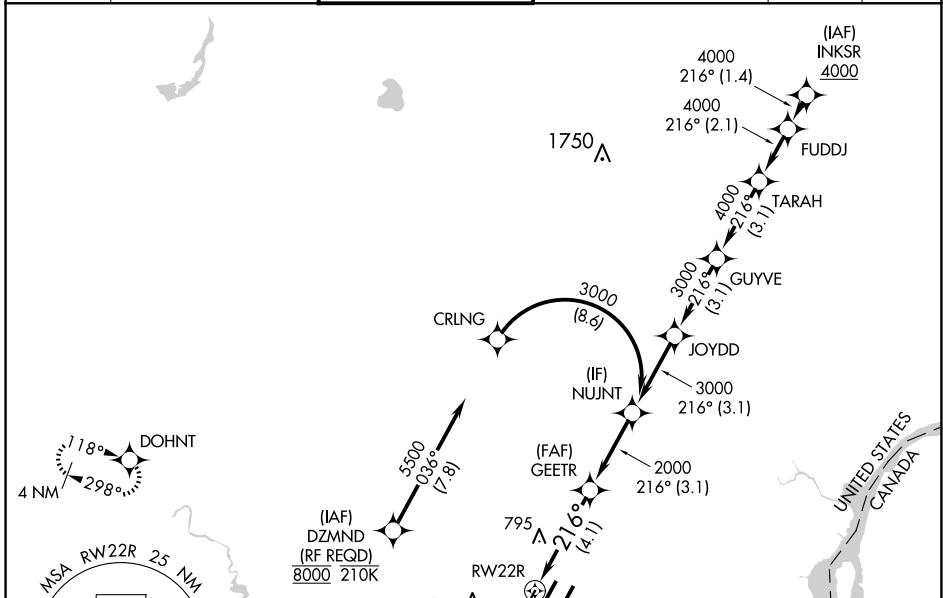 (IAF)
INKSR
4000
4000
216° (1.4)
4000
216° (2.1)
FUDDJ
1750
TARAH
4000
216°
(3.1)
GUYVE
3000
216°
(3.1)
JOYDD
3000
(8.6)
CRLNG
(IF)
NUJNT
3000
216° (3.1)
(FAF)
GEETR
2000
216° (3.1)
UNITED STATES
CANADA
118°
DOHNT
4 NM
298°
5500
036°
(7.8)
(IAF)
DZMND
(RF REQD)
8000 210K
795
216°
(4.1)
RW22R
MSA RW22R 25 NM